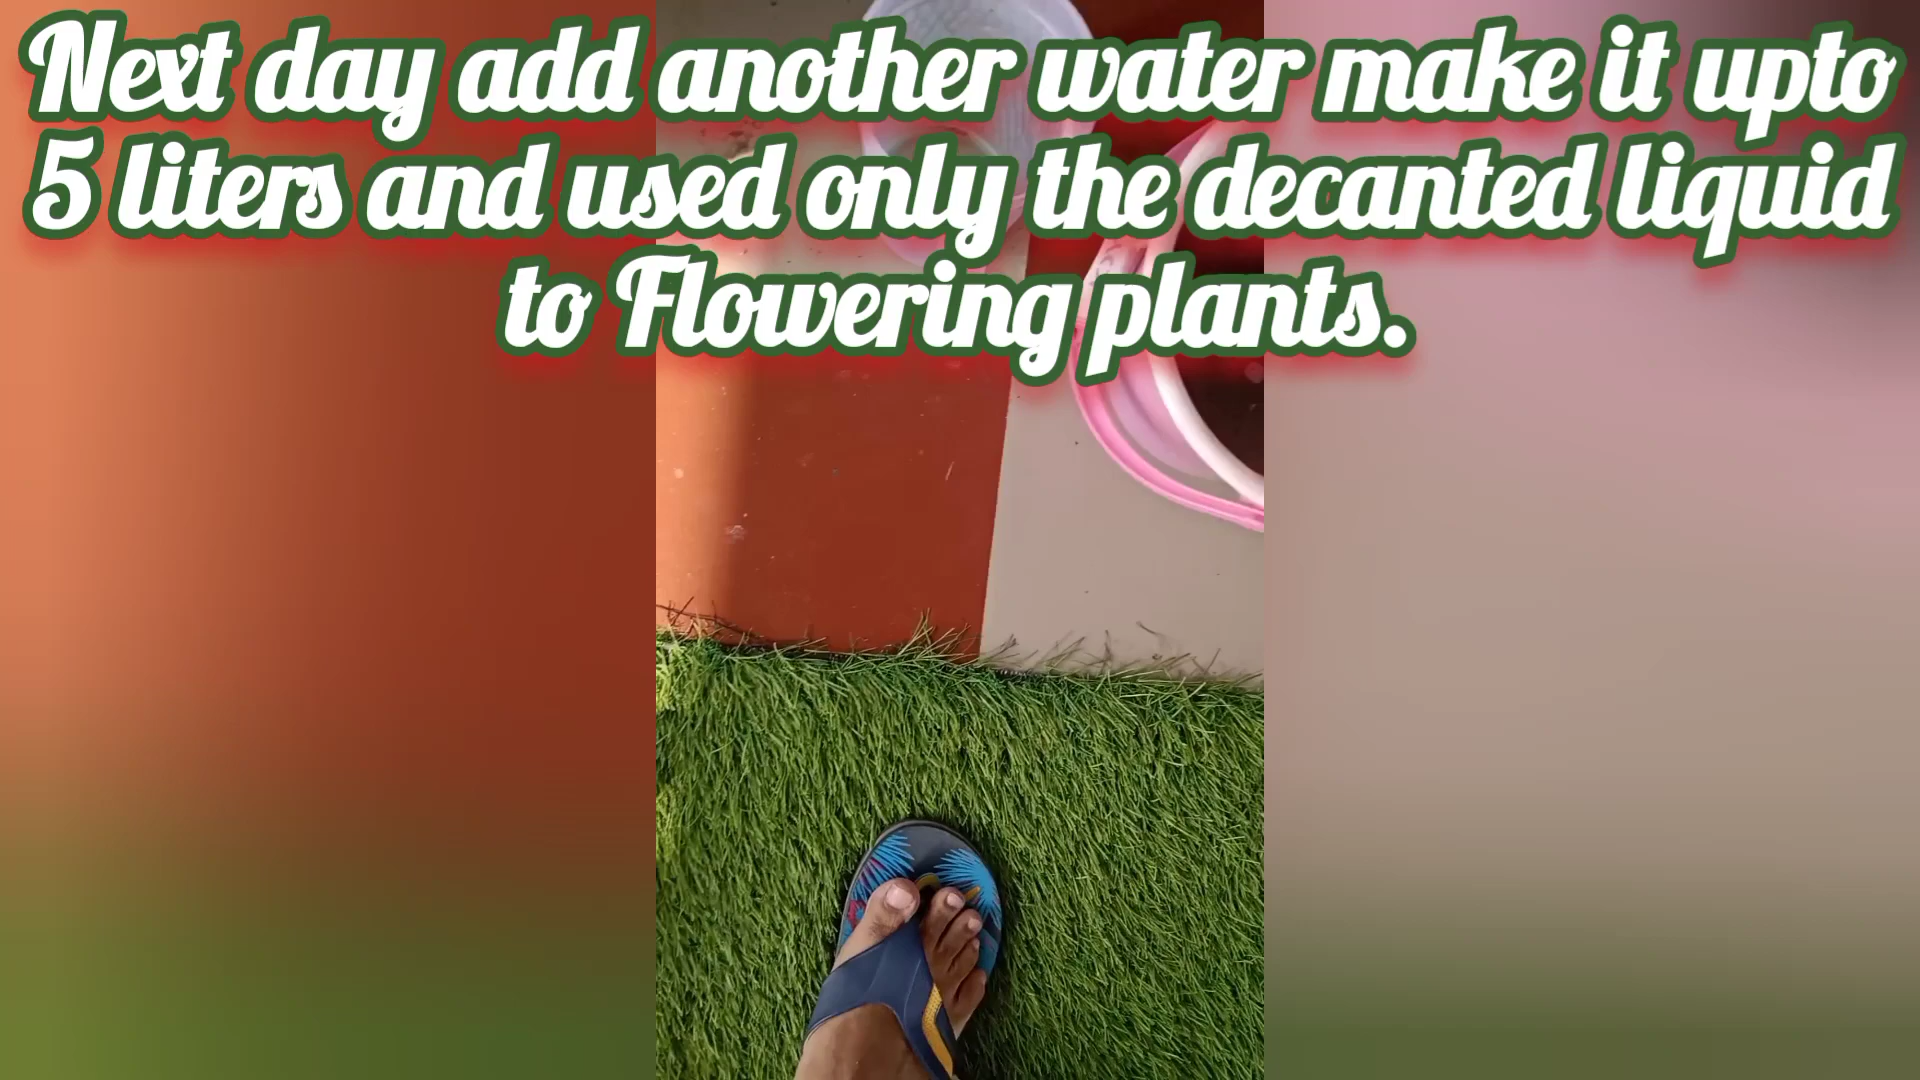 Next day add another water make it upto
5 liters and used only the decanted liquid
to Flowering plants.